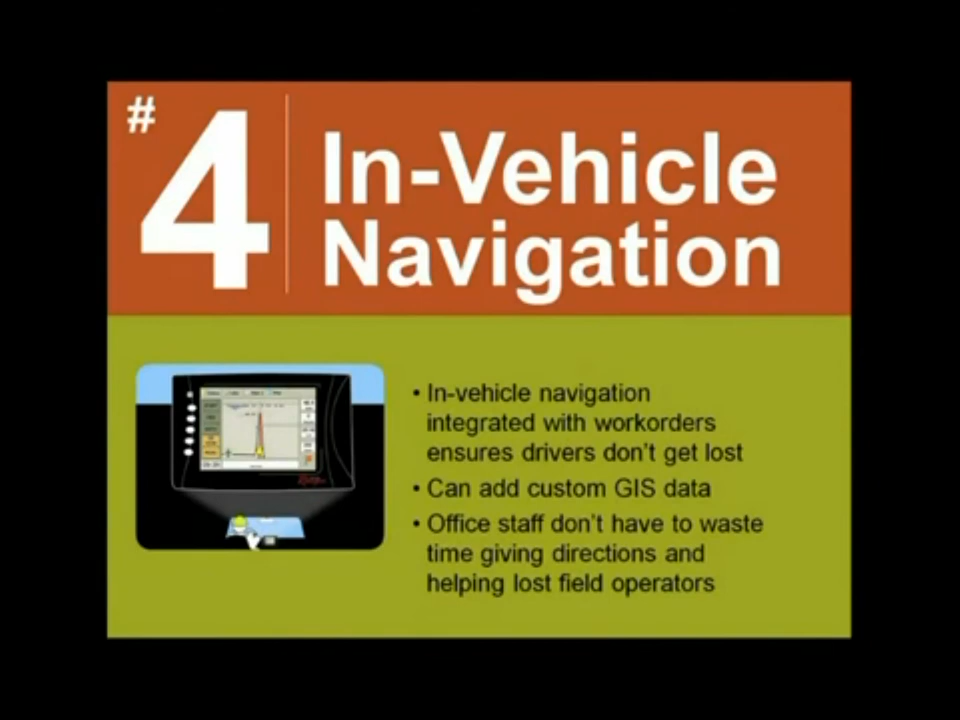 #4
In-Vehicle
Navigation
• In-vehicle navigation
integrated with workorders
ensures drivers don't get lost
• Can add custom GIS data
• Office staff don't have to waste
time giving directions and
helping lost field operators